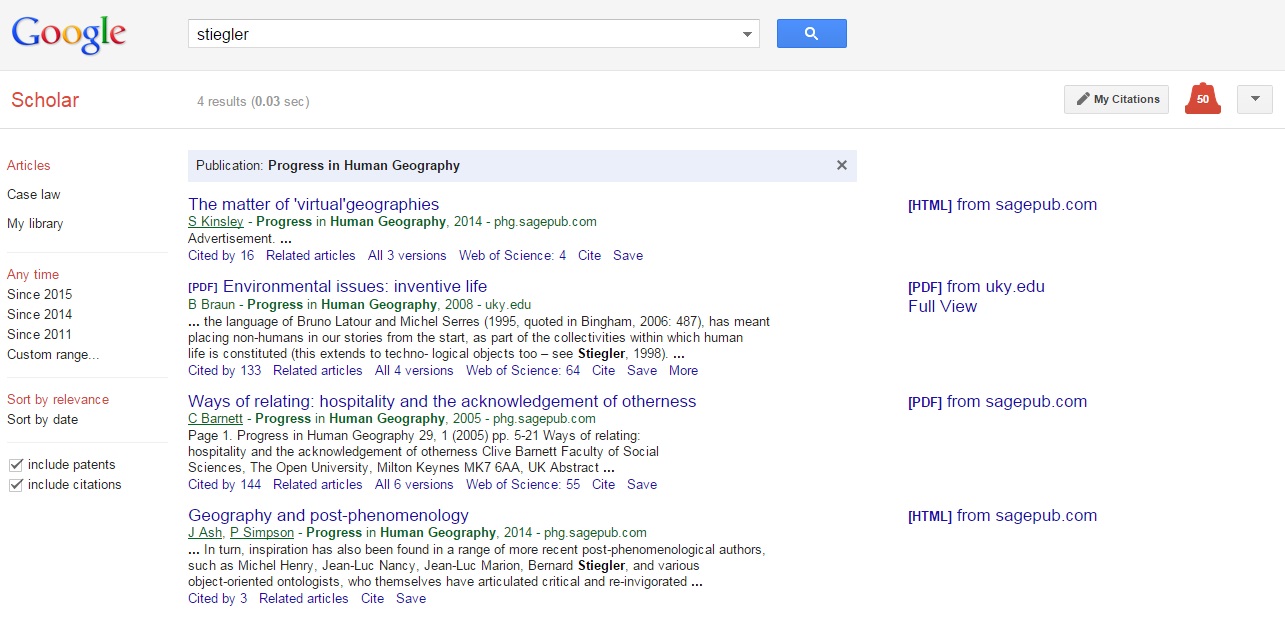 Google
stiegler
Scholar
4 results (0.03 sec)
My Citations
50
Articles
Case law
My library
Any time
Since 2015
Since 2014
Since 2011
Custom range...
Sort by relevance
Sort by date
include patents
include citations
Publication: Progress in Human Geography
The matter of 'virtual'geographies
[HTML] from sagepub.com
S Kinsley - Progress in Human Geography, 2014 - phg.sagepub.com
Advertisement. ...
Cited by 16 Related articles All 3 versions Web of Science: 4 Cite Save
[PDF] Environmental issues: inventive life
[PDF] from uky.edu
B Braun - Progress in Human Geography, 2008 - uky.edu
Full View
... the language of Bruno Latour and Michel Serres (1995, quoted in Bingham, 2006: 487), has meant
placing non-humans in our stories from the start, as part of the collectivities within which human
life is constituted (this extends to techno- logical objects too – see Stiegler, 1998). ...
Cited by 133 Related articles All 4 versions Web of Science: 64 Cite Save More
Ways of relating: hospitality and the acknowledgement of otherness
[PDF] from sagepub.com
C Barnett - Progress in Human Geography, 2005 - phg.sagepub.com
Page 1. Progress in Human Geography 29, 1 (2005) pp. 5-21 Ways of relating:
hospitality and the acknowledgement of otherness Clive Barnett Faculty of Social
Sciences, The Open University, Milton Keynes MK7 6AA, UK Abstract ...
Cited by 144 Related articles All 6 versions Web of Science: 55 Cite Save
Geography and post-phenomenology
[HTML] from sagepub.com
J Ash, P Simpson - Progress in Human Geography, 2014 - phg.sagepub.com
... In turn, inspiration has also been found in a range of more recent post-phenomenological authors,
such as Michel Henry, Jean-Luc Nancy, Jean-Luc Marion, Bernard Stiegler, and various
object-oriented ontologists, who themselves have articulated critical and re-invigorated ...
Cited by 3 Related articles Cite Save